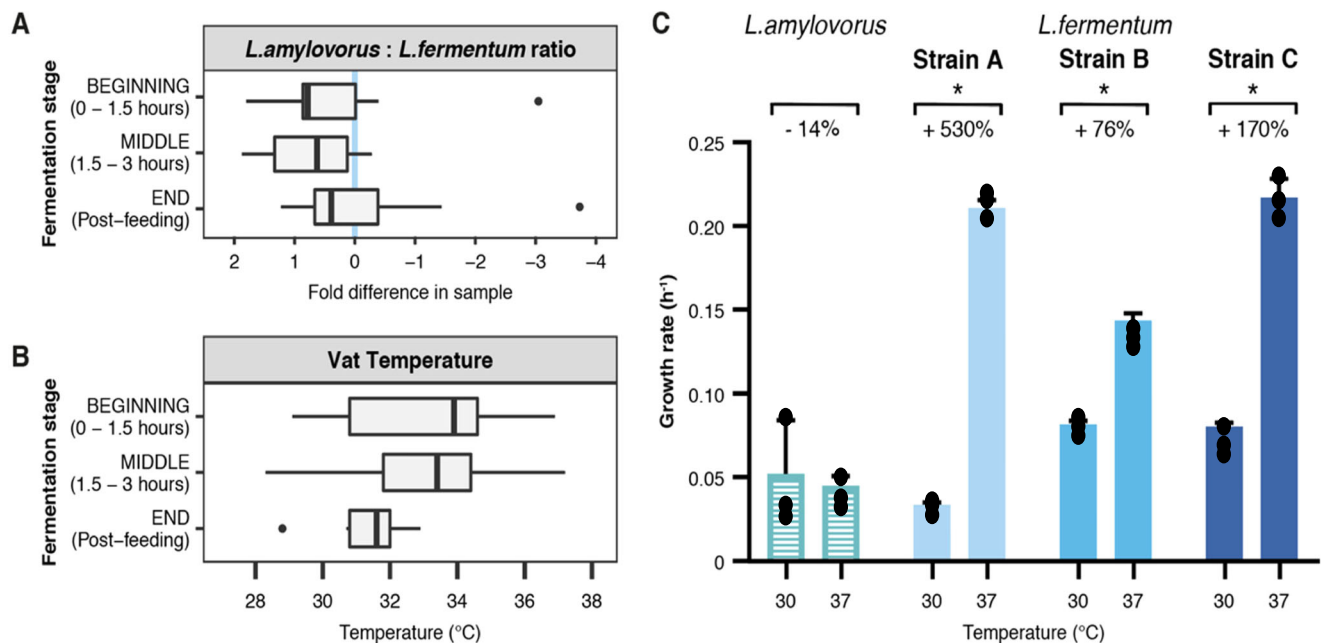 A
L.amylovorus : L.fermentum ratio
Fermentation stage
BEGINNING
(0 – 1.5 hours)
MIDDLE
(1.5 – 3 hours)
END
(Post–feeding)
2 1 0 −1 −2 −3 −4
Fold difference in sample
B
Vat Temperature
Fermentation stage
BEGINNING
(0 – 1.5 hours)
MIDDLE
(1.5 – 3 hours)
END
(Post–feeding)
28 30 32 34 36 38
Temperature (°C)
C
L.amylovorus L.fermentum
Strain A Strain B Strain C
* * *
- 14% + 530% + 76% + 170%
Growth rate (h-1)
0.25
0.20
0.15
0.10
0.05
0
30 37 30 37 30 37 30 37
Temperature (°C) Temperature (°C)